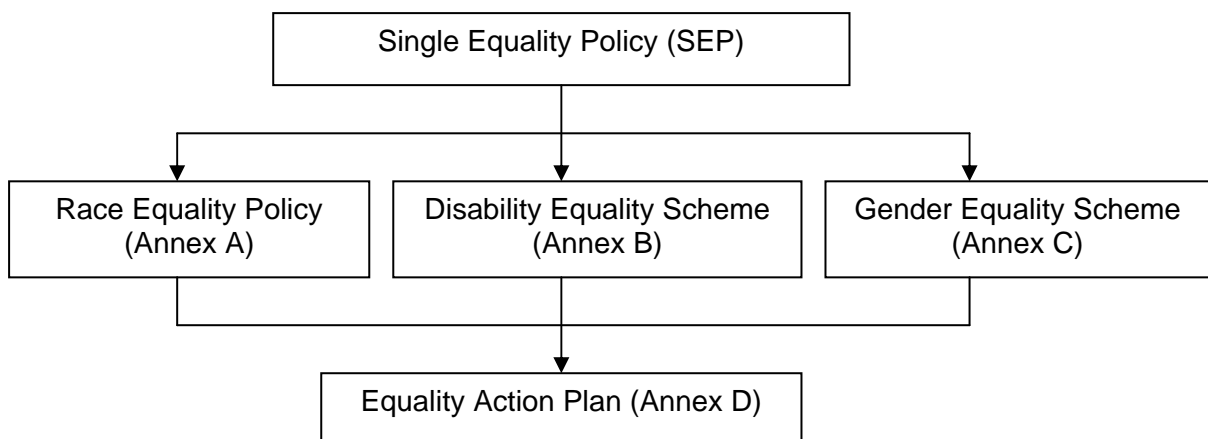 Single Equality Policy (SEP)
Race Equality Policy
(Annex A)
Disability Equality Scheme
(Annex B)
Gender Equality Scheme
(Annex C)
Equality Action Plan (Annex D)